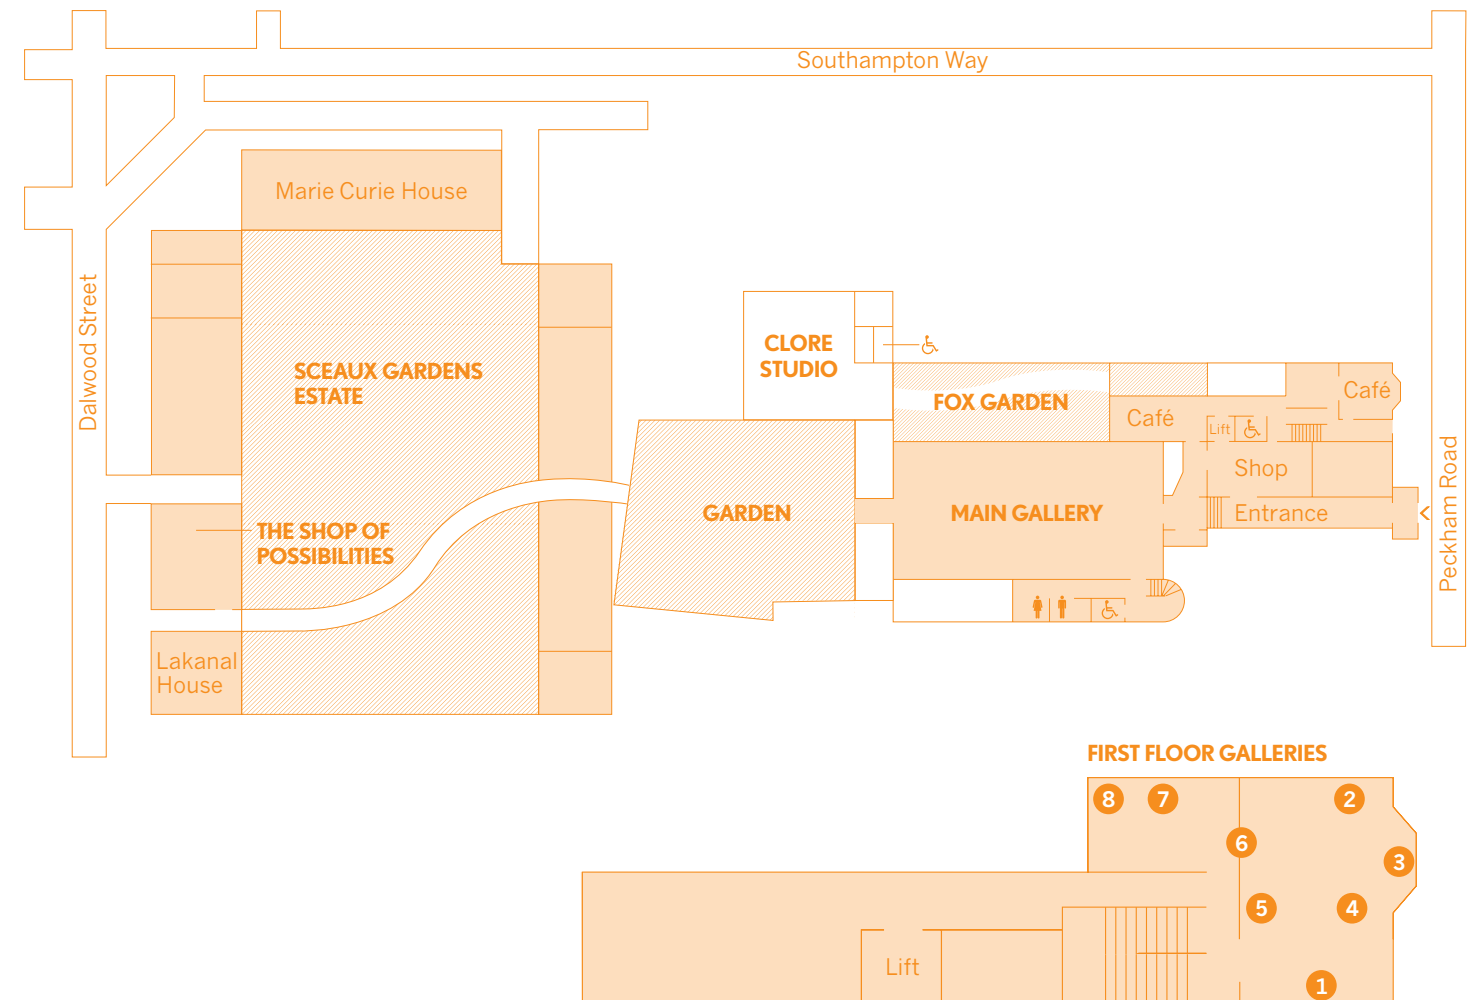 Southampton Way
Marie Curie House
Dalwood Street
SCEAUX GARDENS
ESTATE
CLORE
STUDIO
FOX GARDEN
Café
Café
Lift
Shop
Entrance
Peckham Road
THE SHOP OF
POSSIBILITIES
GARDEN
MAIN GALLERY
Lakanal
House
FIRST FLOOR GALLERIES
8
7
2
6
3
5
4
Lift
1